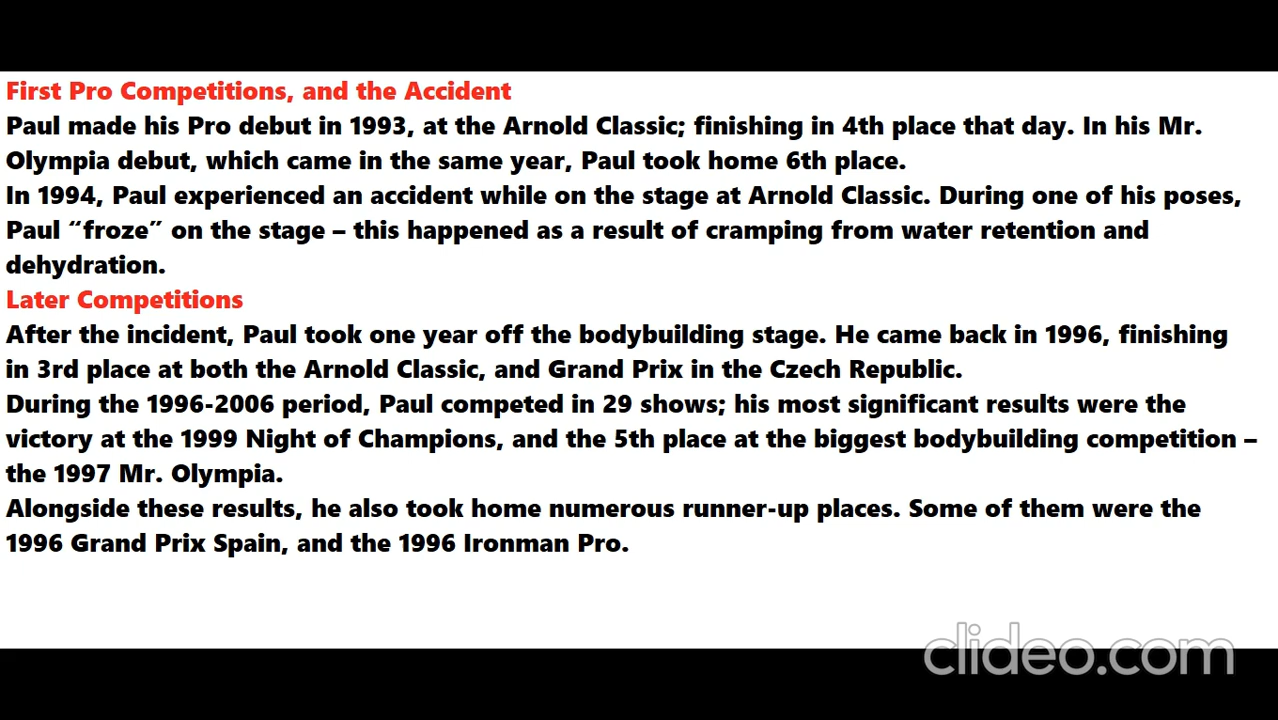 First Pro Competitions, and the Accident
Paul made his Pro debut in 1993, at the Arnold Classic; finishing in 4th place that day. In his Mr.
Olympia debut, which came in the same year, Paul took home 6th place.
In 1994, Paul experienced an accident while on the stage at Arnold Classic. During one of his poses,
Paul “froze” on the stage – this happened as a result of cramping from water retention and
dehydration.
Later Competitions
After the incident, Paul took one year off the bodybuilding stage. He came back in 1996, finishing
in 3rd place at both the Arnold Classic, and Grand Prix in the Czech Republic.
During the 1996-2006 period, Paul competed in 29 shows; his most significant results were the
victory at the 1999 Night of Champions, and the 5th place at the biggest bodybuilding competition –
the 1997 Mr. Olympia.
Alongside these results, he also took home numerous runner-up places. Some of them were the
1996 Grand Prix Spain, and the 1996 Ironman Pro.
clideo.com